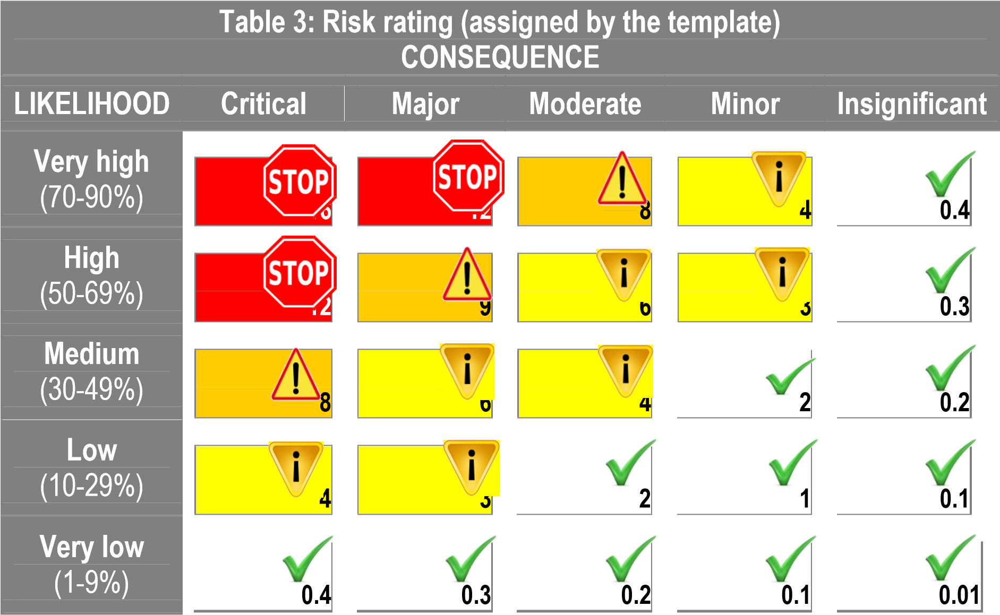 Table 3: Risk rating (assigned by the template)
CONSEQUENCE
LIKELIHOOD Critical Major Moderate Minor Insignificant
Very high
(70-90%)
STOP STOP
8 4 0.4
High
(50-69%)
STOP
12 9 6 3 0.3
Medium
(30-49%)
8 6 4 2 0.2
Low
(10-29%)
4 3 2 1 0.1
Very low
(1-9%)
0.4 0.3 0.2 0.1 0.01